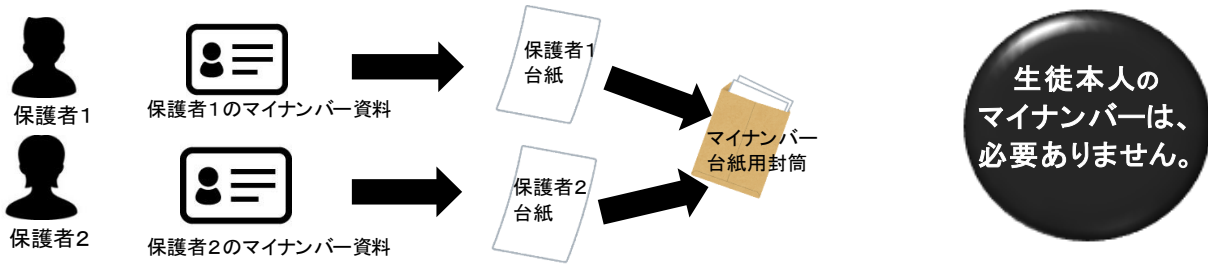 保護者1
保護者1のマイナンバー資料
保護者1
台紙
マイナンバー
台紙用封筒
保護者2
保護者2のマイナンバー資料
保護者2
台紙
生徒本人の
マイナンバーは、
必要ありません。